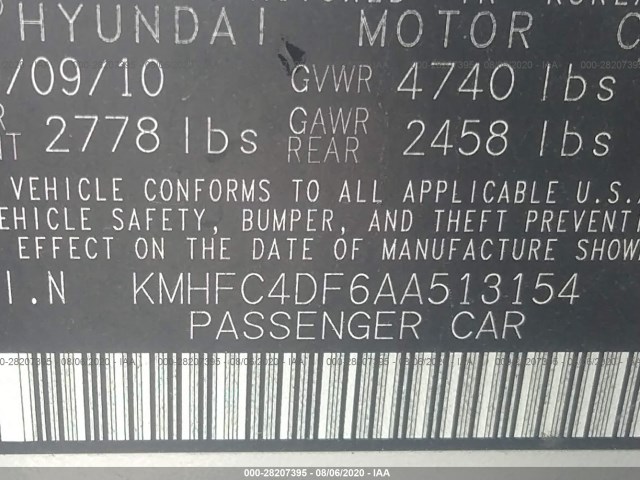 HYUNDAI MOTOR C
/09/10 GVWR 4740 lbs
2778 lbs GAWR REAR 2458 lbs
VEHICLE CONFORMS TO ALL APPLICABLE U.S.A
EHICLE SAFETY, BUMPER, AND THEFT PREVENTI
EFFECT ON THE DATE OF MANUFACTURE SHOW
I.N KMHFC4DF6AA513154
PASSENGER CAR
000-28207395 - 08/06/2020 - IAA